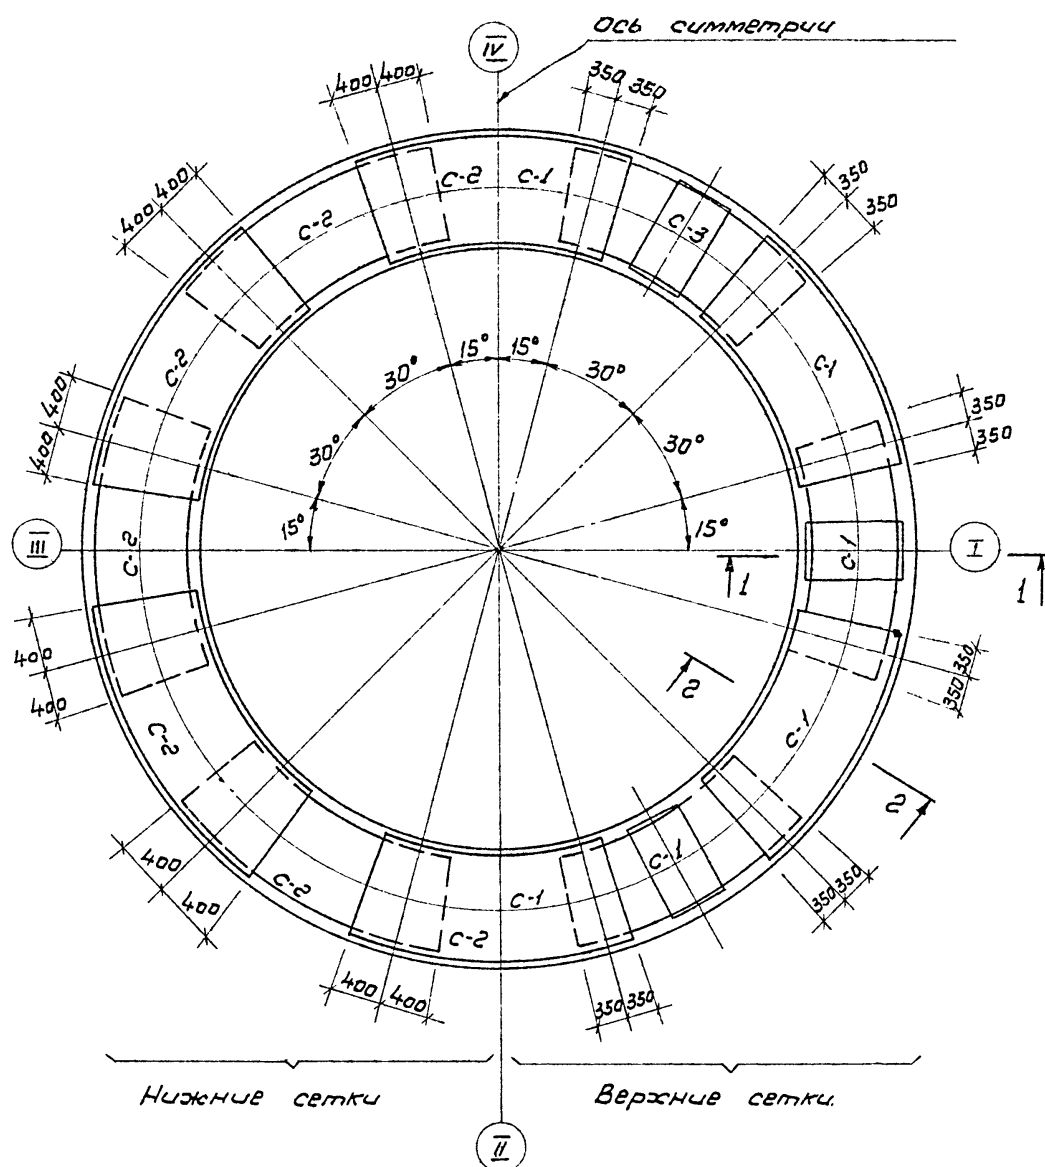 Ось симметрии
IV
400 400
350 350
С-2 С-1
400 400
С-2
С-3
350
350
С-2
С-1
30° 15° 15° 30°
30° 30°
15° 15°
400
400
350
350
III
С-2
С-1
I
1 1
400
400
350
350
2
С-2
С-1
2
400
400
С-2
С-1
350 350
С-2
С-1
400 400
350 350
Нижние сетки
Верхние сетки.
II